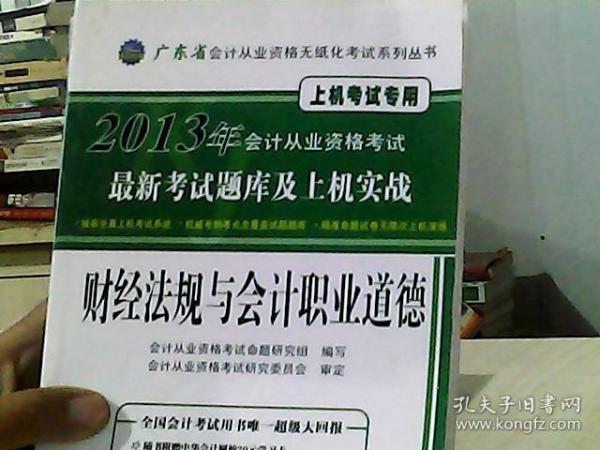 广东省会计从业资格无纸化考试系列丛书
上机考试专用
2013年会计从业资格考试
最新考试题库及上机实战
财经法规与会计职业道德
会计从业资格考试命题研究组 编写
会计从业资格考试研究委员会 审定
全国会计考试用书唯一超级大回报
孔夫子旧书网